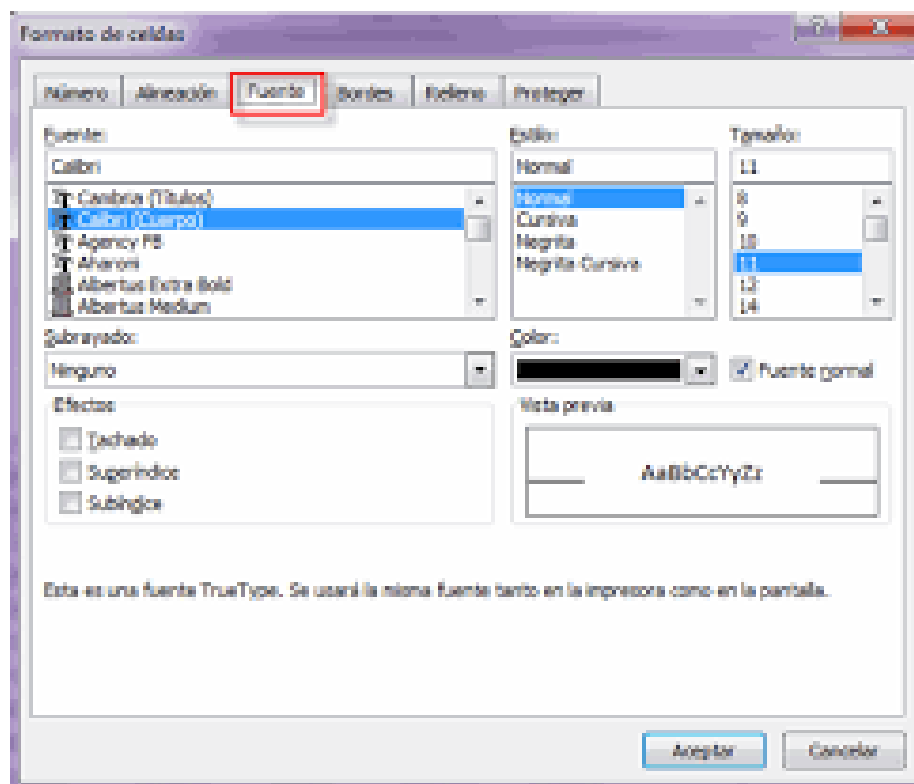 Formato de celdas
Número Alineación Fuente Bordes Relleno Proteger
Fuente: Estilo: Tamaño:
Calibri Normal 11
Cambria (Títulos) Normal 8
Calibri (Cuerpo) Cursiva 9
Agency FB Negrita 10
Aharoni Negrita Cursiva 11
Albertus Extra Bold 12
Albertus Medium 14
Subrayado: Color:
Ninguno Fuente normal
Efectos Vista previa
Tachado
Superíndice AaBbCcYyZz
Subíndice
Esta es una fuente TrueType. Se usará la misma fuente tanto en la impresora como en la pantalla.
Aceptar Cancelar